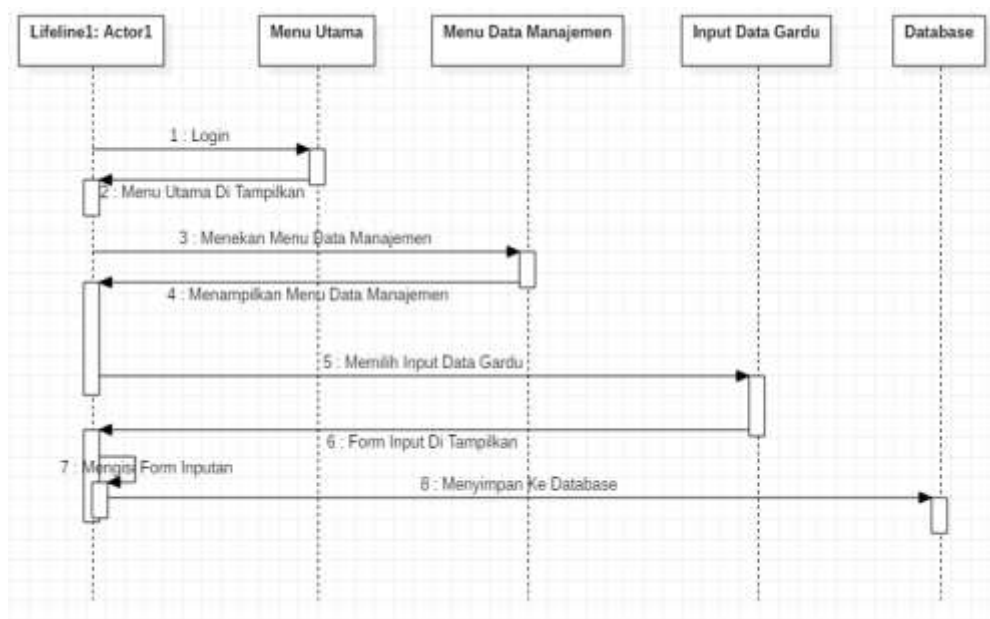 Lifeline1: Actor1
Menu Utama
Menu Data Manajemen
Input Data Gardu
Database
1 : Login
2 : Menu Utama Di Tampilkan
3 : Menekan Menu Data Manajemen
4 : Menampilkan Menu Data Manajemen
5 : Memilih Input Data Gardu
6 : Form Input Di Tampilkan
7 : Mengisi Form Inputan
8 : Menyimpan Ke Database